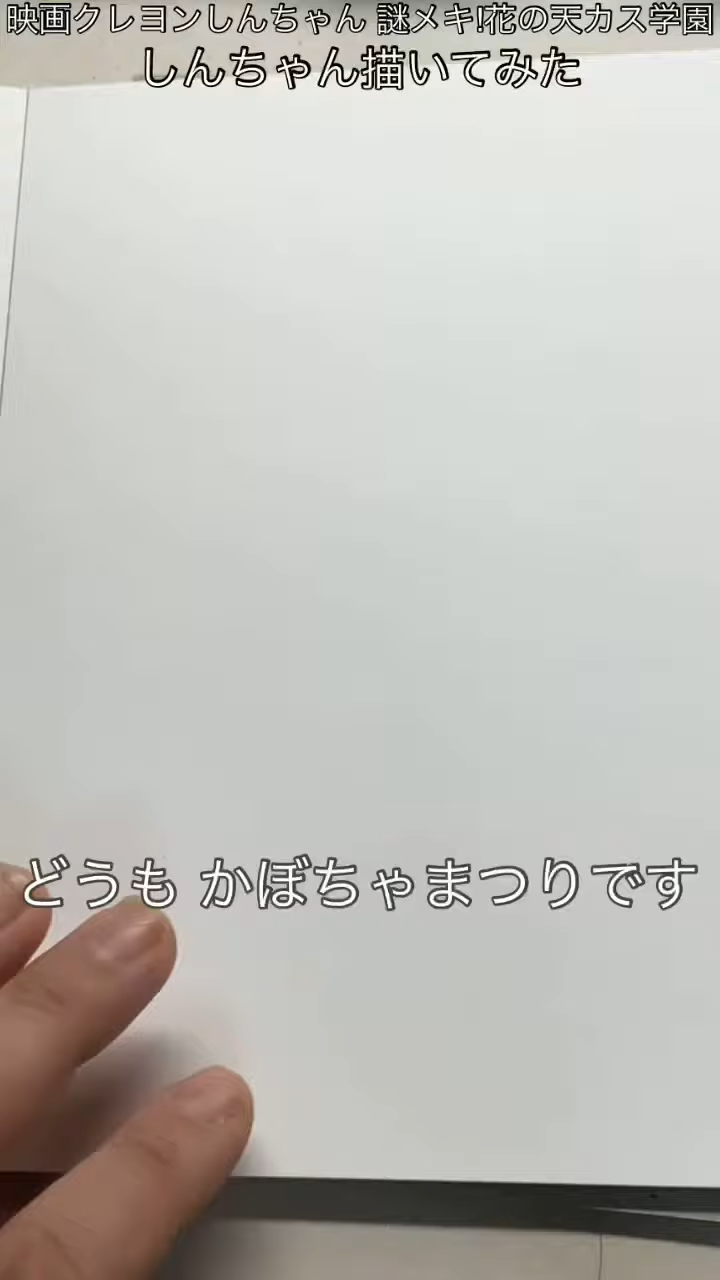 映画クレヨンしんちゃん 謎メキ!花の天カス学園
しんちゃん描いてみた
どうも かぼちゃまつりです